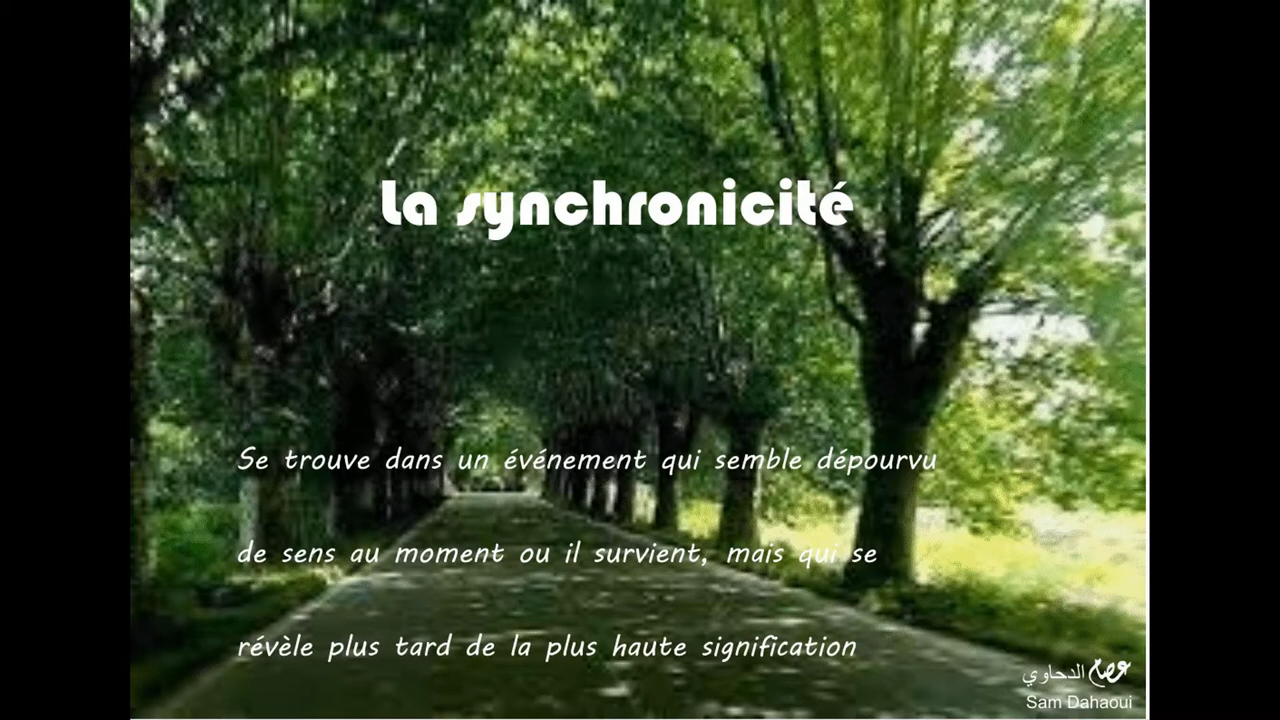 La synchronicité
Se trouve dans un événement qui semble dépourvu
de sens au moment ou il survient, mais qui se
révèle plus tard de la plus haute signification
عصام الدحاوي
Sam Dahaoui